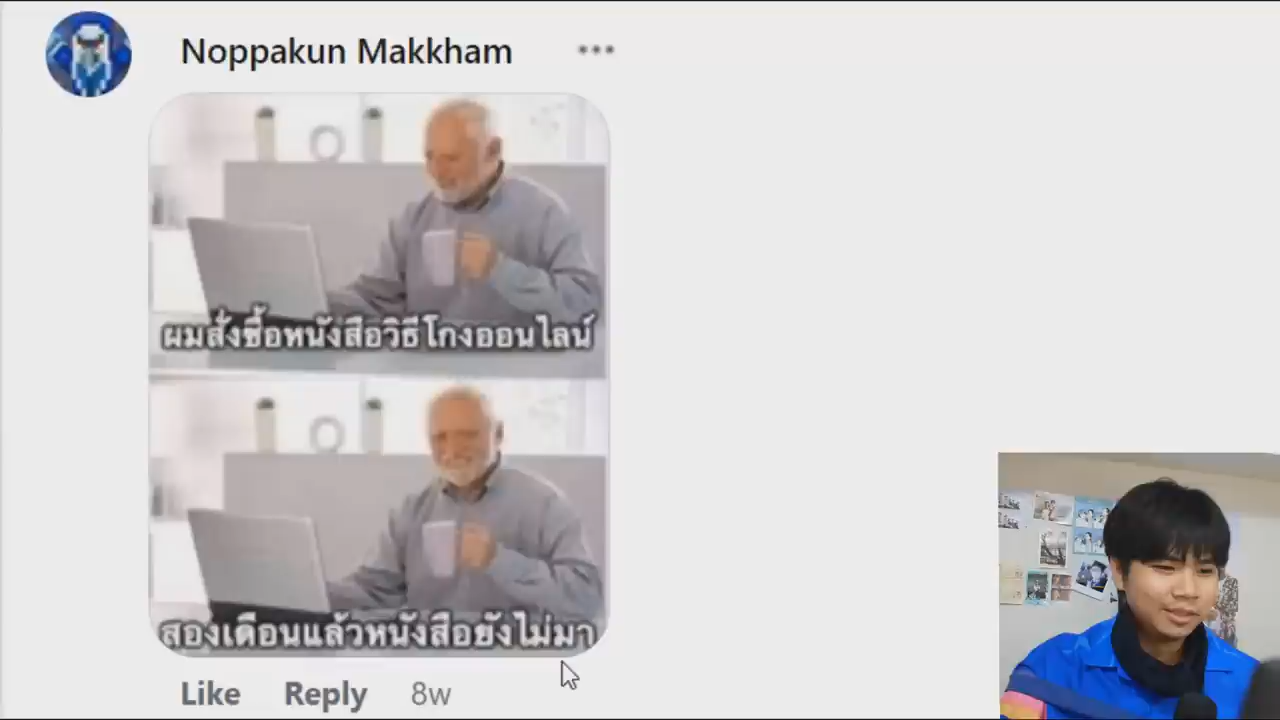 Noppakun Makkham
ผมสั่งซื้อหนังสือวิธีโกงออนไลน์
สองเดือนแล้วหนังสือยังไม่มา
Like Reply 8w